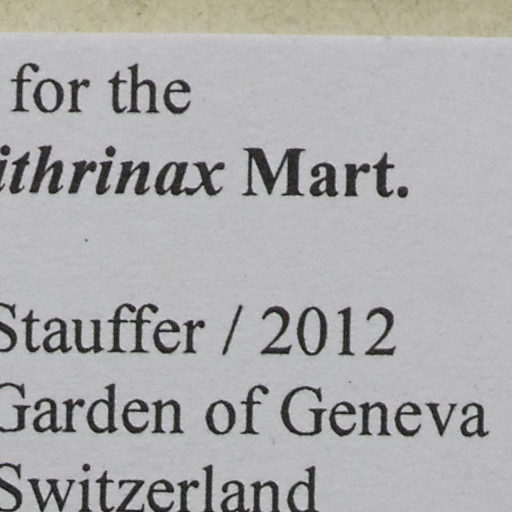 for the
ithrinax Mart.
Stauffer / 2012
Garden of Geneva
Switzerland